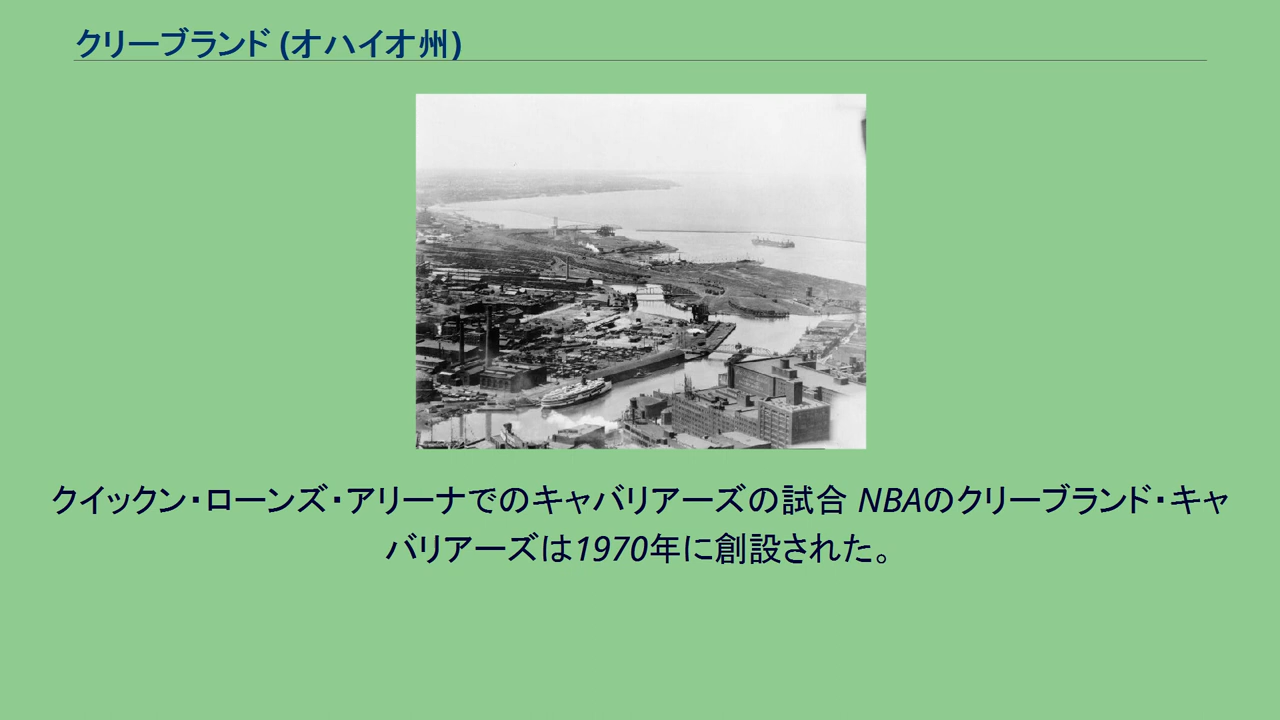 クリーブランド (オハイオ州)
クイックン・ローンズ・アリーナでのキャバリアーズの試合 NBAのクリーブランド・キャ
バリアーズは1970年に創設された。